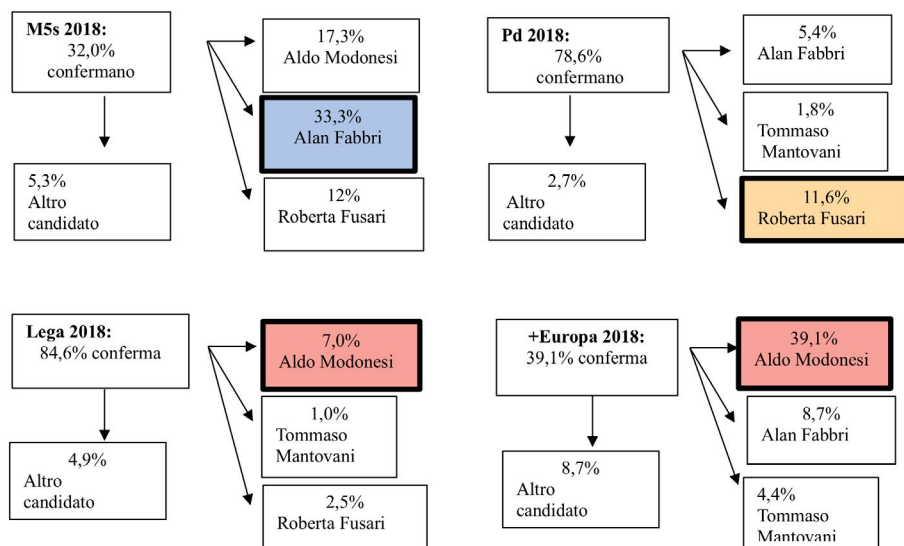 M5s 2018:
32,0%
confermano
17,3%
Aldo Modonesi
33,3%
Alan Fabbri
12%
Roberta Fusari
5,3%
Altro
candidato
Pd 2018:
78,6%
confermano
5,4%
Alan Fabbri
1,8%
Tommaso
Mantovani
11,6%
Roberta Fusari
2,7%
Altro
candidato
Lega 2018:
84,6% conferma
7,0%
Aldo Modonesi
1,0%
Tommaso
Mantovani
2,5%
Roberta Fusari
4,9%
Altro
candidato
+Europa 2018:
39,1% conferma
39,1%
Aldo Modonesi
8,7%
Alan Fabbri
4,4%
Tommaso
Mantovani
8,7%
Altro
candidato